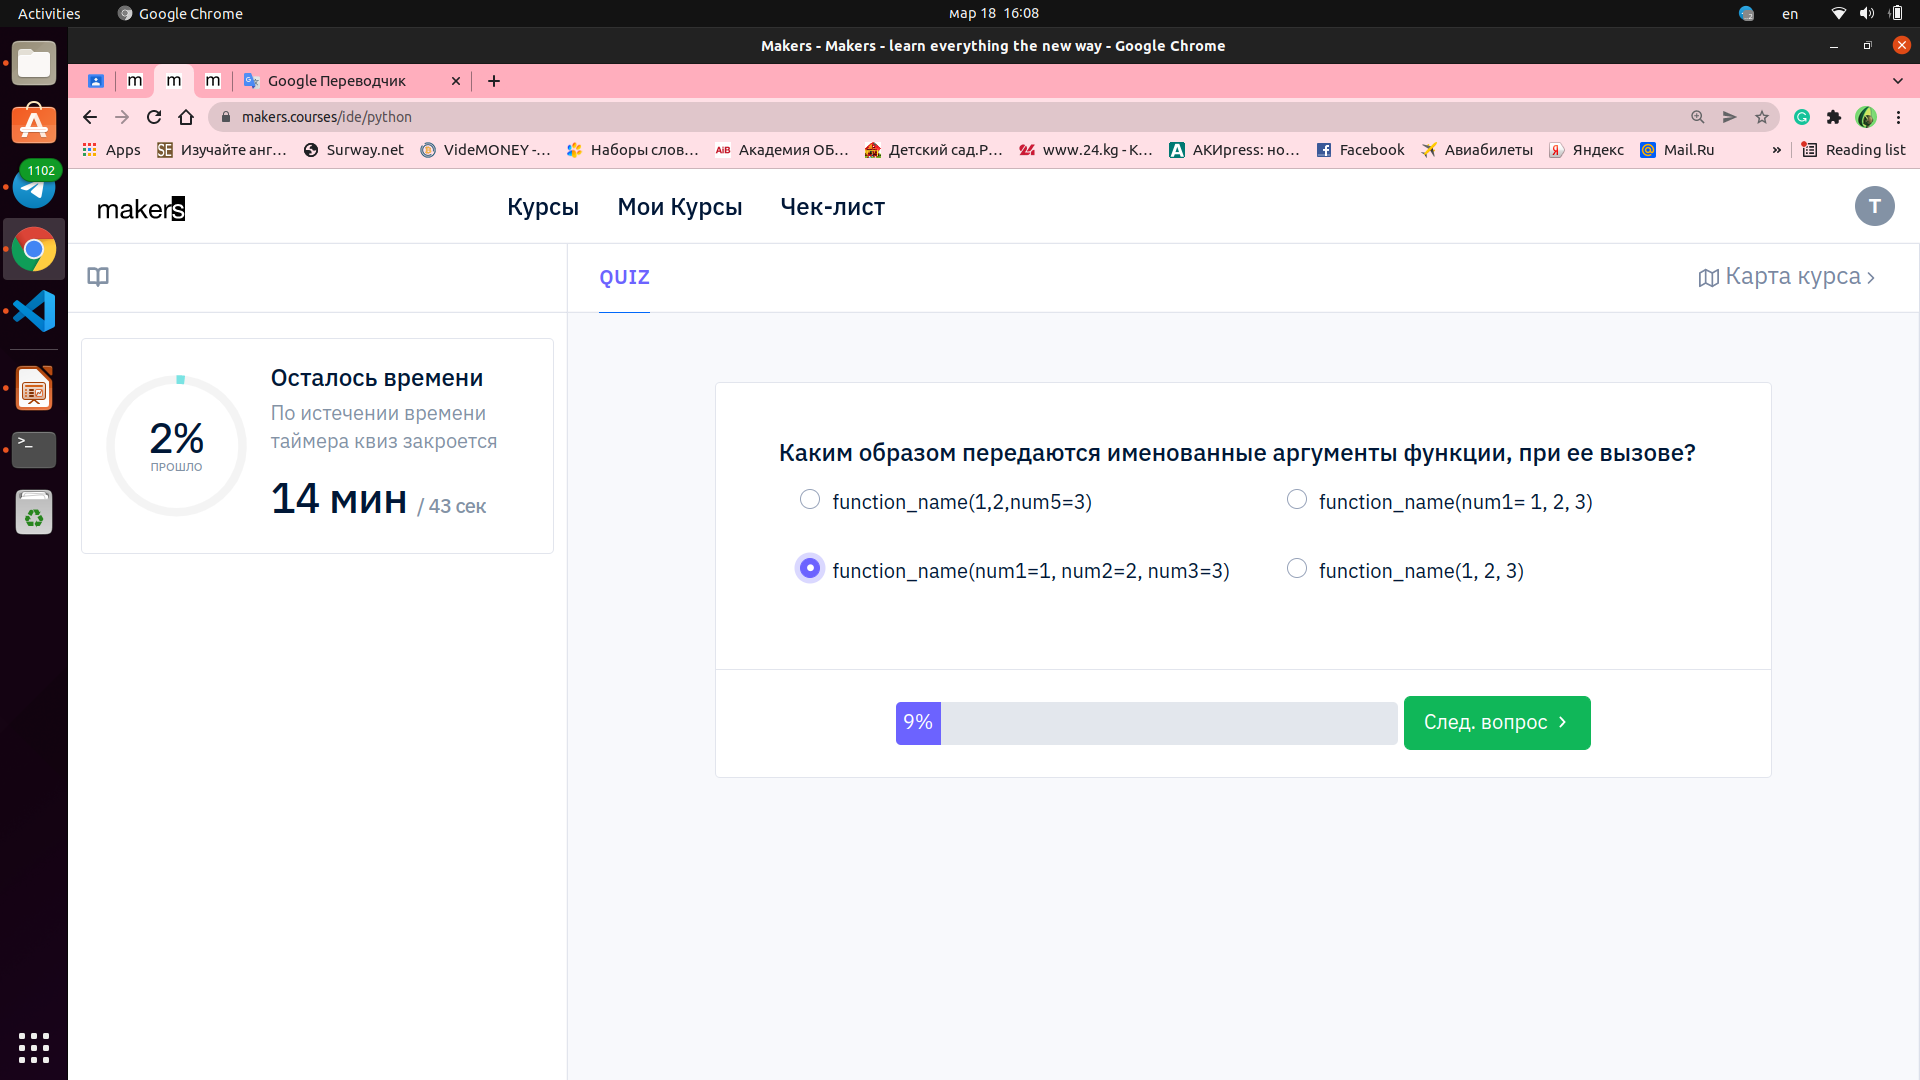 Activities
Google Chrome
мар 18 16:08
en
Makers - Makers - learn everything the new way - Google Chrome
m
m
m
Google Переводчик
makers.courses/ide/python
Apps
SE Изучайте анг...
Surway.net
VideMONEY -...
Наборы слов...
AiB Академия ОБ...
Детский сад.Р...
24 www.24.kg - К...
A АКИpress: но...
f Facebook
Авиабилеты
Я Яндекс
@ Mail.Ru
»
Reading list
1102
makers
Курсы
Мои Курсы
Чек-лист
T
QUIZ
Карта курса
2%
ПРОШЛО
Осталось времени
По истечении времени
таймера квиз закроется
14 мин / 43 сек
Каким образом передаются именованные аргументы функции, при ее вызове?
function_name(1,2,num5=3)
function_name(num1= 1, 2, 3)
function_name(num1=1, num2=2, num3=3)
function_name(1, 2, 3)
9%
След. вопрос